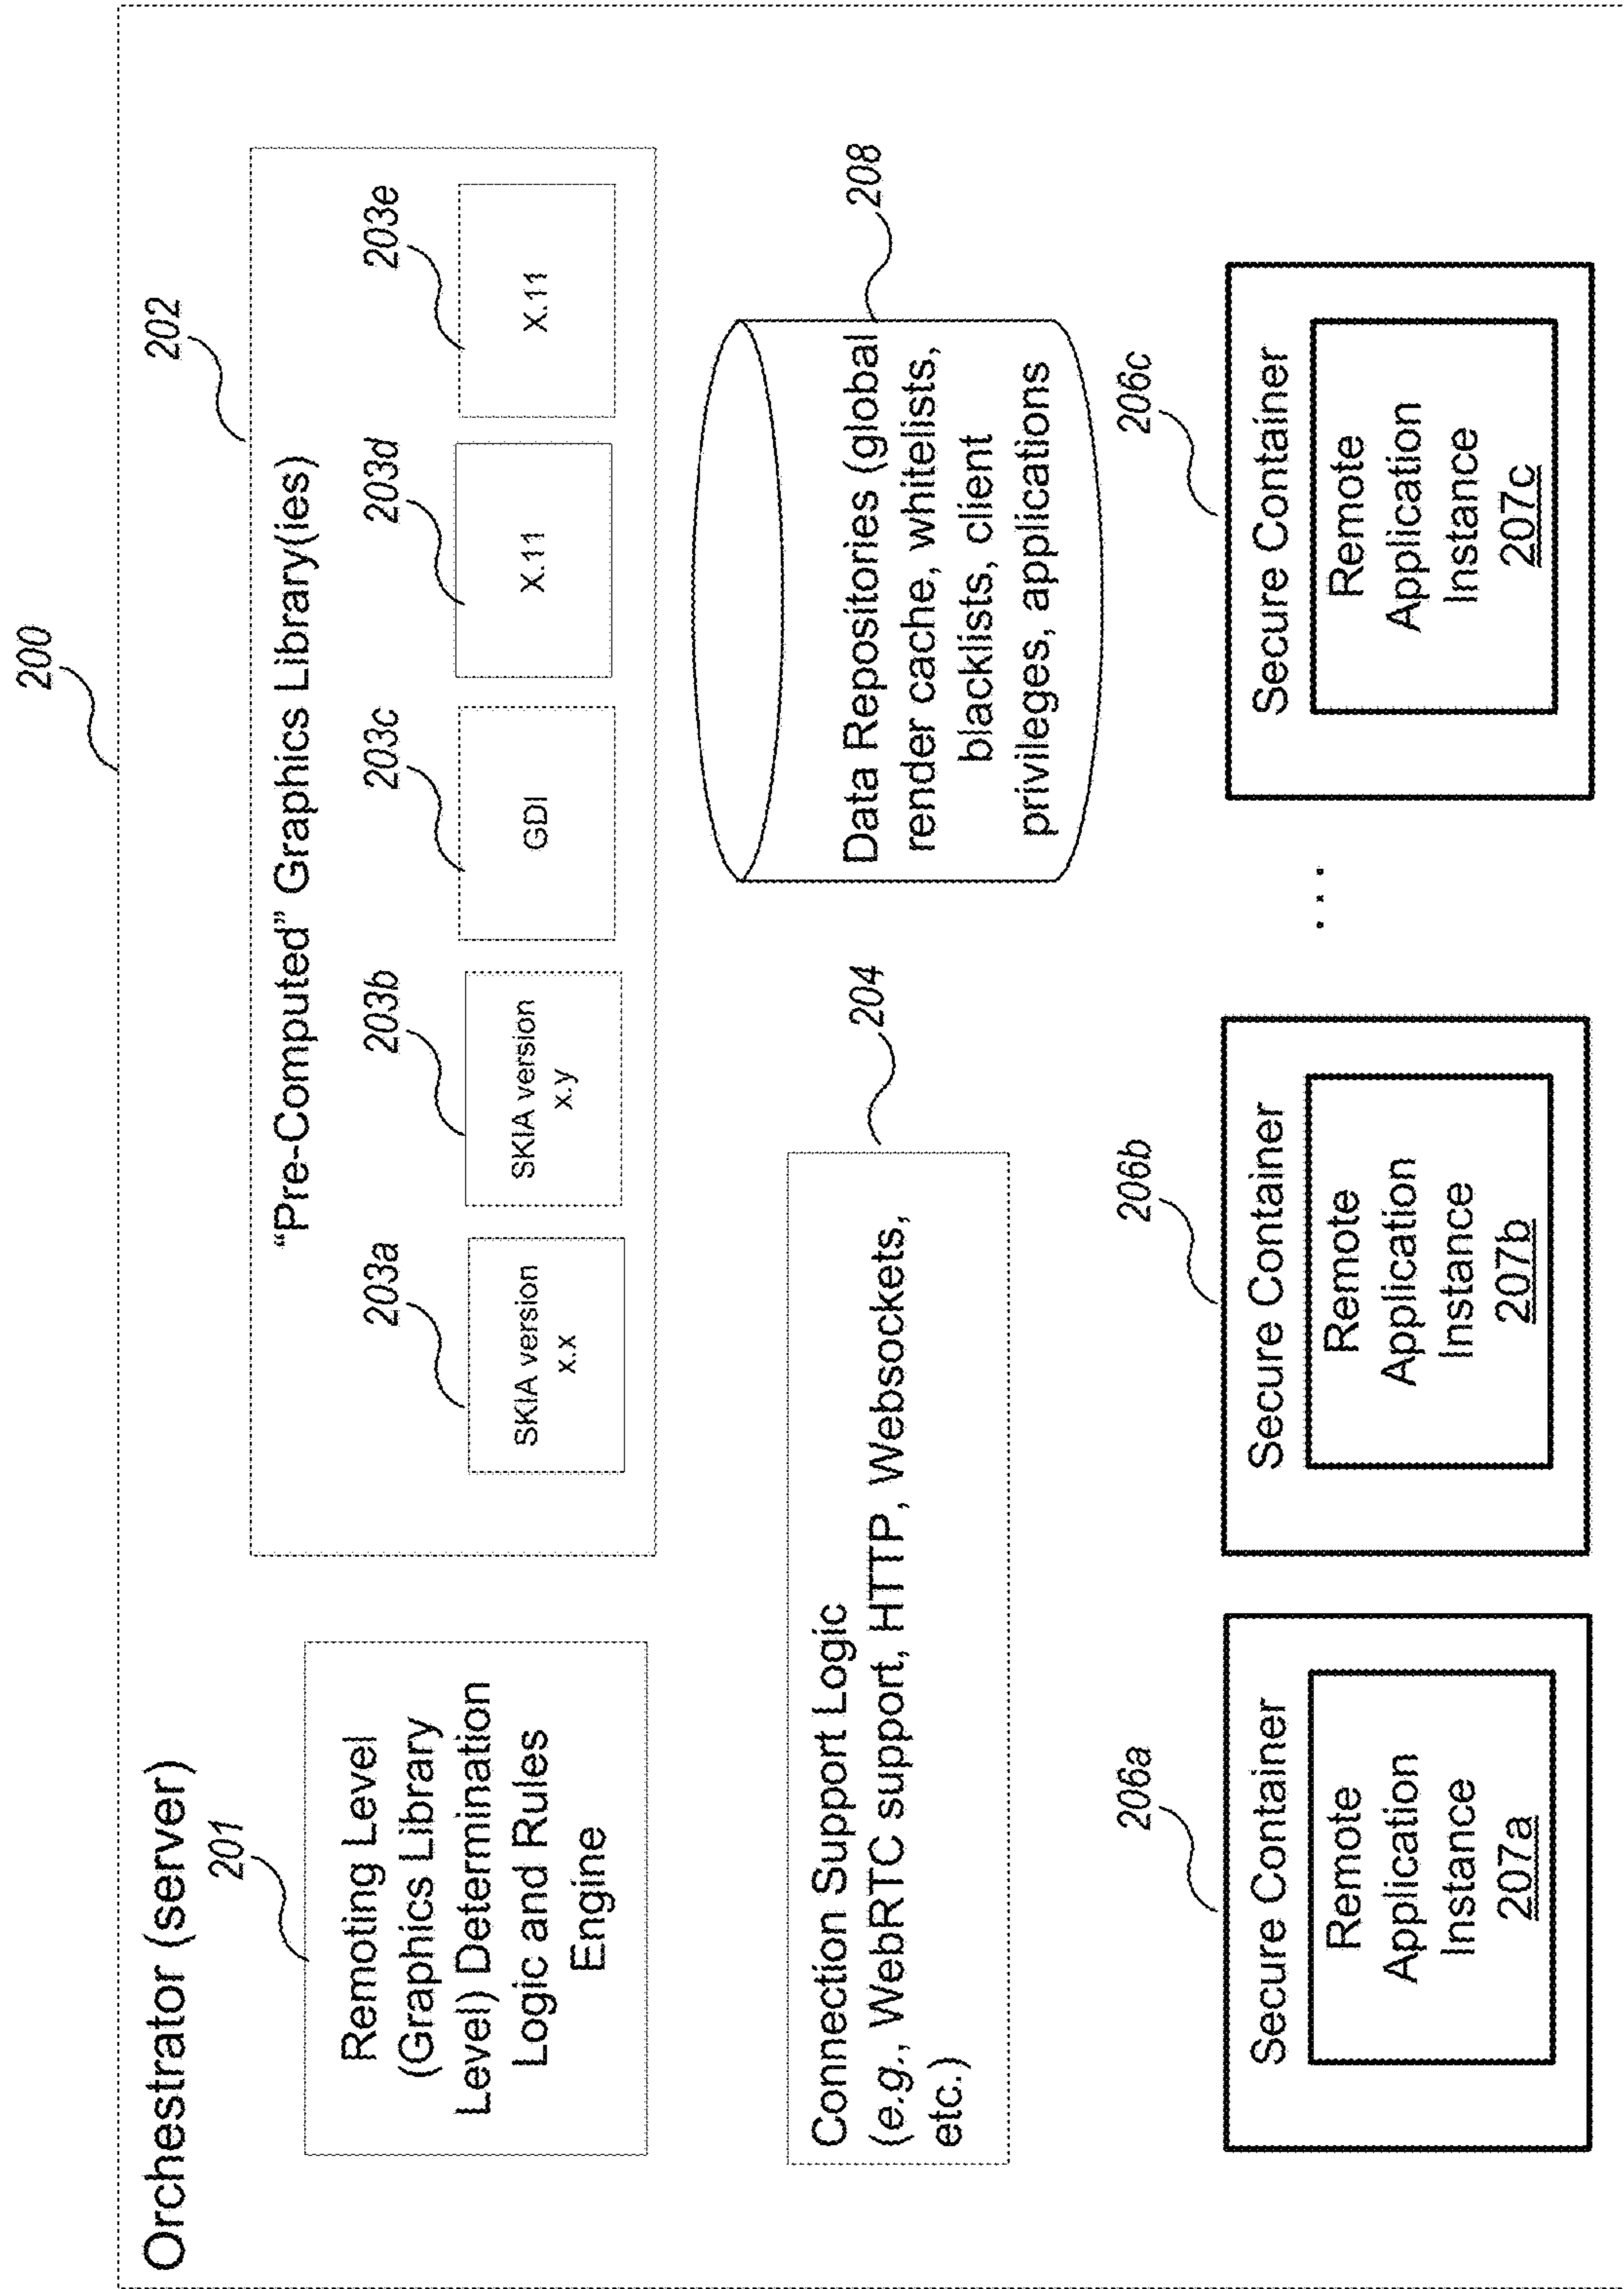 200
Orchestrator (server)
201
Remoting Level
(Graphics Library
Level) Determination
Logic and Rules
Engine
202
“Pre-Computed” Graphics Library(ies)
203a
SKIA version
x.x
203b
SKIA version
x.y
203c
GDI
203d
X.11
203e
X.11
204
Connection Support Logic
(e.g., WebRTC support, HTTP, Websockets,
etc.)
208
Data Repositories (global
render cache, whitelists,
blacklists, client
privileges, applications
206a
Secure Container
Remote
Application
Instance
207a
206b
Secure Container
Remote
Application
Instance
207b
. . .
206c
Secure Container
Remote
Application
Instance
207c